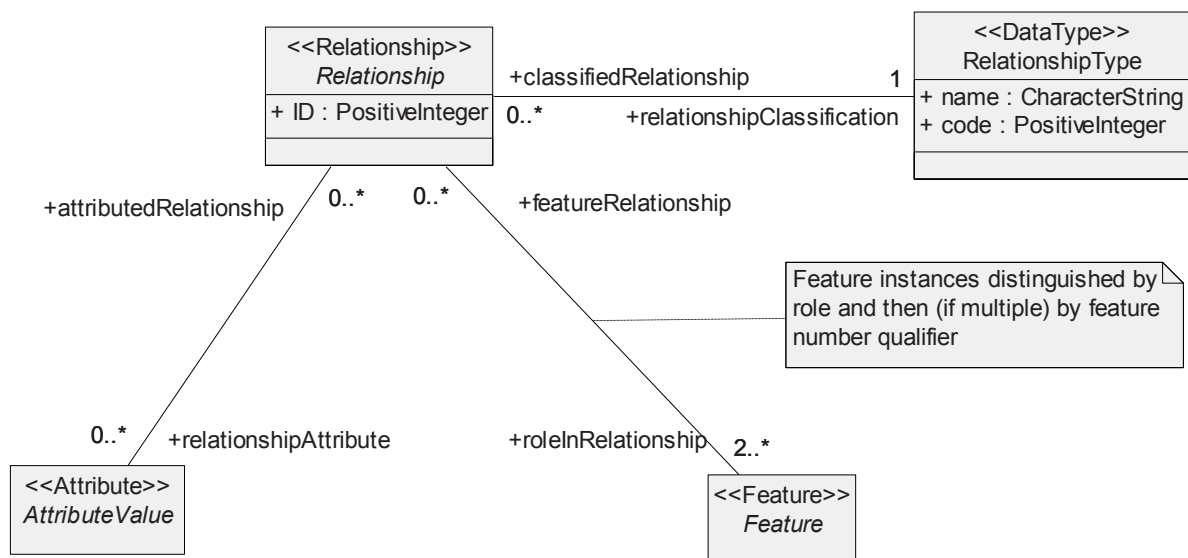 <<Relationship>>
Relationship
+ ID : PositiveInteger
+classifiedRelationship
0..*
1
+relationshipClassification
<<DataType>>
RelationshipType
+ name : CharacterString
+ code : PositiveInteger
+attributedRelationship
0..*
0..*
+featureRelationship
Feature instances distinguished by
role and then (if multiple) by feature
number qualifier
0..*
+relationshipAttribute
+roleInRelationship
2..*
<<Attribute>>
AttributeValue
<<Feature>>
Feature